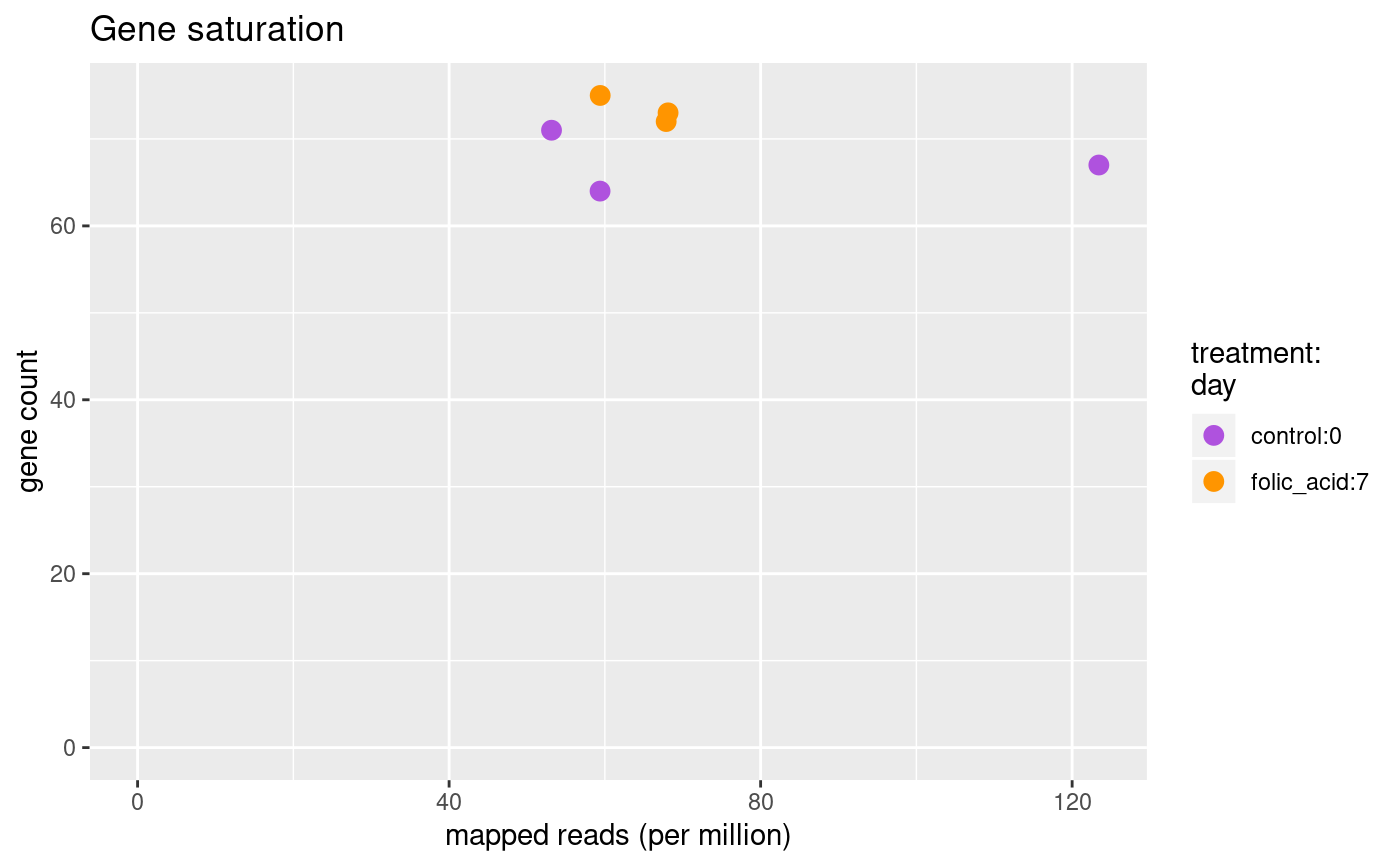 Gene saturation
gene count
60
40
20
0
0 40 80 120
mapped reads (per million)
treatment:
day
control:0
folic_acid:7